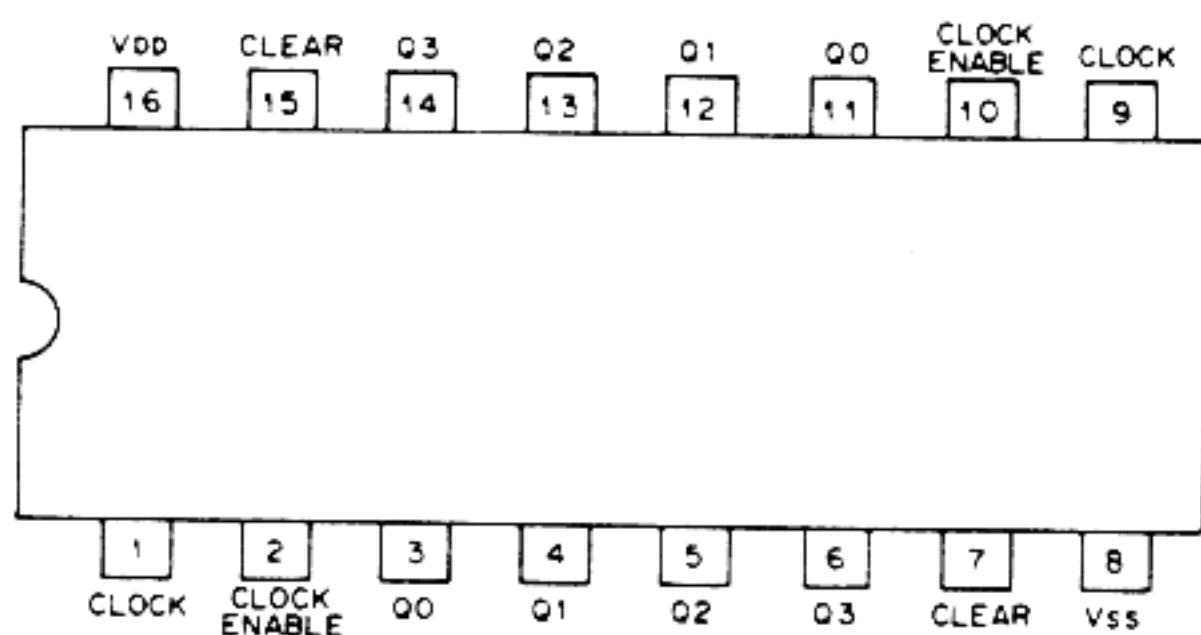 VDD CLEAR Q3 Q2 Q1 Q0 CLOCK ENABLE CLOCK
16 15 14 13 12 11 10 9
1 2 3 4 5 6 7 8
CLOCK CLOCK ENABLE Q0 Q1 Q2 Q3 CLEAR VSS